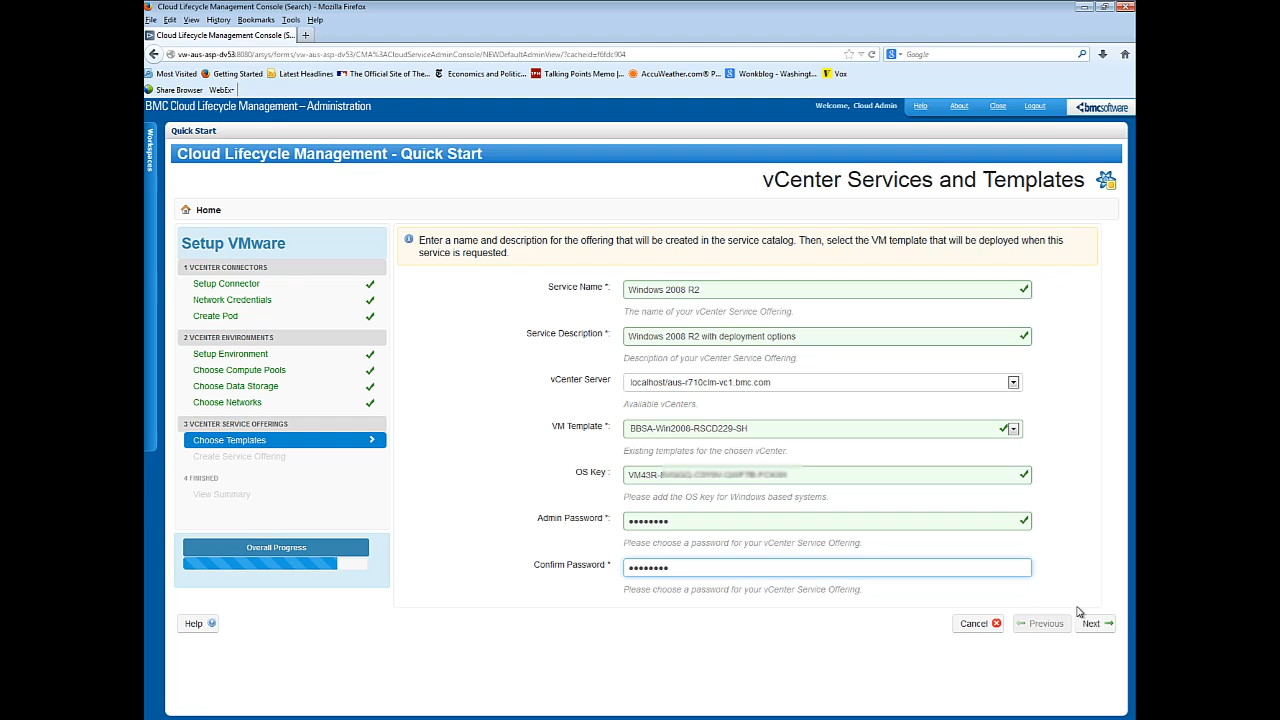 Cloud Lifecycle Management Console (Search) - Mozilla Firefox
File Edit View History Bookmarks Tools Help
Cloud Lifecycle Management Console (S... +
vw-aus-asp-dv53:8080/arsys/forms/vw-aus-asp-dv53/CMA%3ACloudServiceAdminConsole/NEWDefaultAdminView/?cacheid=f6fdc904 Google
Most Visited Getting Started Latest Headlines The Official Site of The... Economics and Politic... Talking Points Memo |... AccuWeather.com® P... Wonkblog - Washingt... Vox
Share Browser WebEx
BMC Cloud Lifecycle Management – Administration Welcome, Cloud Admin Help About Close Logout bmcsoftware
Workspaces
Quick Start
Cloud Lifecycle Management - Quick Start
vCenter Services and Templates
Home
Setup VMware
1 VCENTER CONNECTORS
Setup Connector
Network Credentials
Create Pod
2 VCENTER ENVIRONMENTS
Setup Environment
Choose Compute Pools
Choose Data Storage
Choose Networks
3 VCENTER SERVICE OFFERINGS
Choose Templates
Create Service Offering
4 FINISHED
View Summary
Overall Progress
Enter a name and description for the offering that will be created in the service catalog. Then, select the VM template that will be deployed when this
service is requested.
Service Name *: Windows 2008 R2
The name of your vCenter Service Offering.
Service Description *: Windows 2008 R2 with deployment options
Description of your vCenter Service Offering.
vCenter Server localhost/aus-r710clm-vc1.bmc.com
Available vCenters.
VM Template *: BBSA-Win2008-RSCD229-SH
Existing templates for the chosen vCenter.
OS Key : VM43R-
Please add the OS key for Windows based systems.
Admin Password *: ••••••••
Please choose a password for your vCenter Service Offering.
Confirm Password * ••••••••
Please choose a password for your vCenter Service Offering.
Help Cancel Previous Next